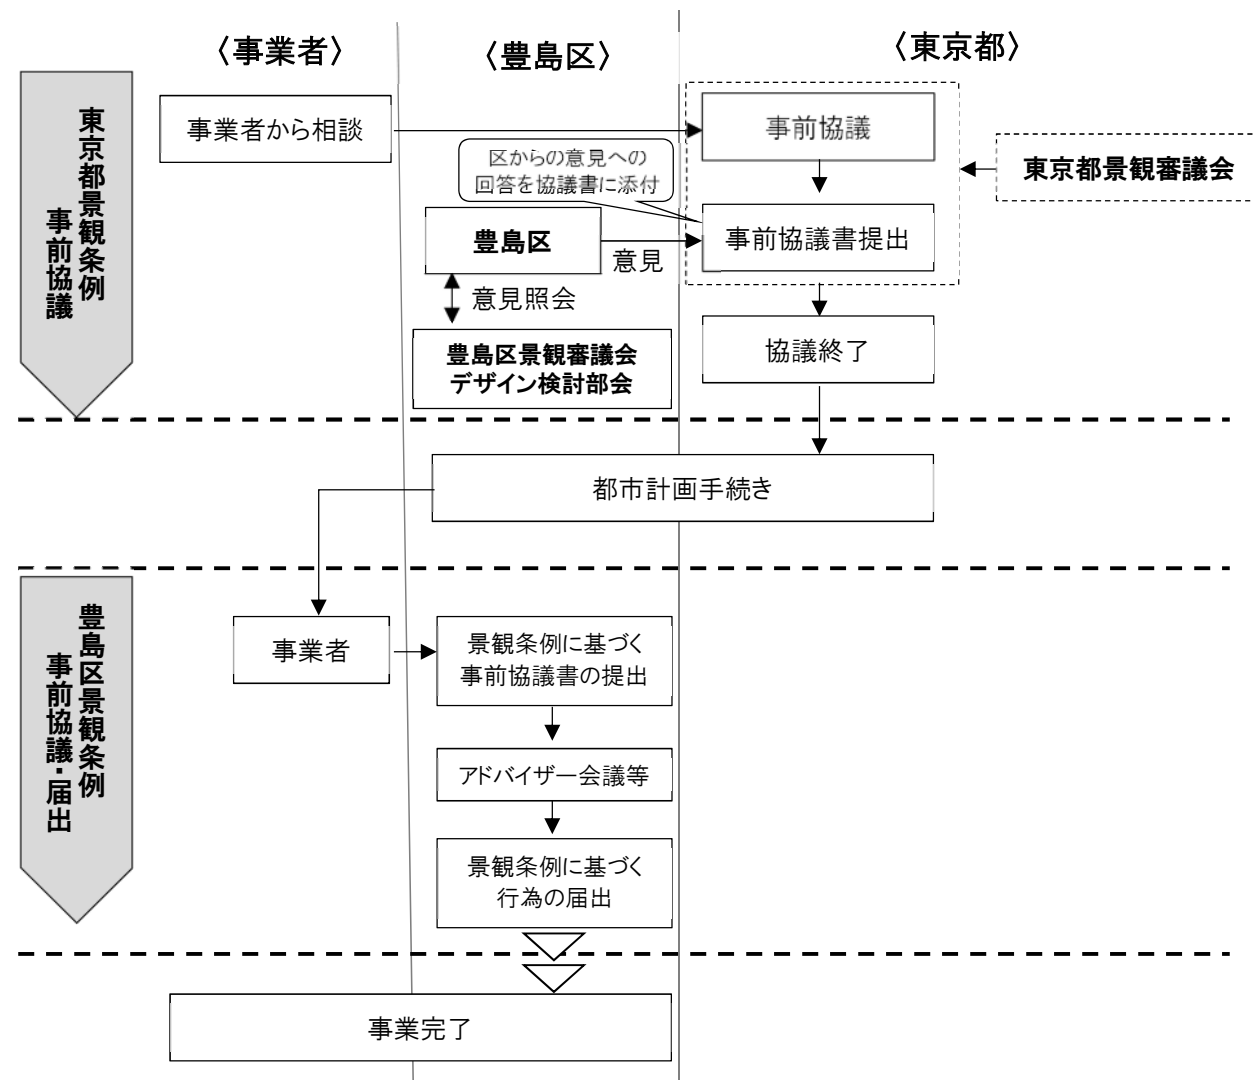 〈事業者〉
〈豊島区〉
〈東京都〉
東京都景観条例
事前協議
事業者から相談
事前協議
区からの意見への
回答を協議書に添付
東京都景観審議会
豊島区
意見
事前協議書提出
意見照会
豊島区景観審議会
デザイン検討部会
協議終了
都市計画手続き
豊島区景観条例
事前協議・届出
事業者
景観条例に基づく
事前協議書の提出
アドバイザー会議等
景観条例に基づく
行為の届出
事業完了